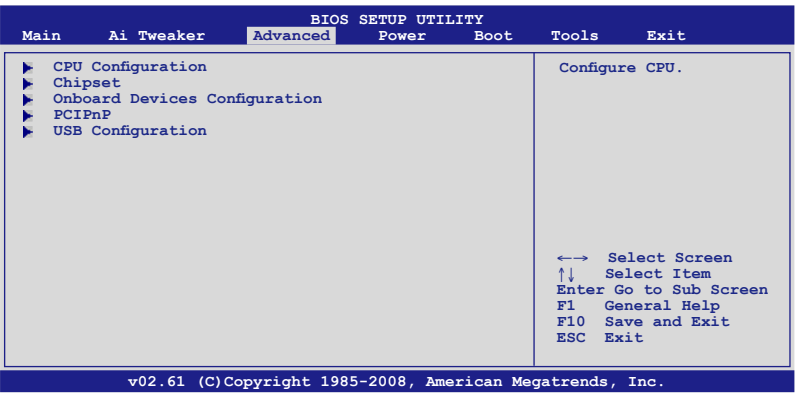 BIOS SETUP UTILITY
Main Ai Tweaker Advanced Power Boot Tools Exit
CPU Configuration
Chipset
Onboard Devices Configuration
PCIPnP
USB Configuration
Configure CPU.
←→ Select Screen
↑↓ Select Item
Enter Go to Sub Screen
F1 General Help
F10 Save and Exit
ESC Exit
v02.61 (C)Copyright 1985-2008, American Megatrends, Inc.